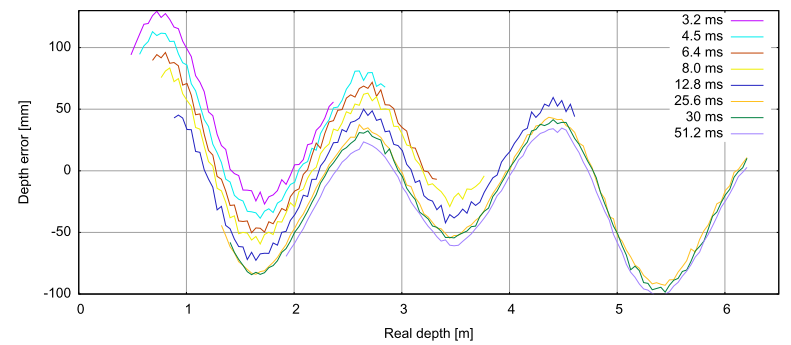 100
50
0
-50
-100
Depth error [mm]
3.2 ms
4.5 ms
6.4 ms
8.0 ms
12.8 ms
25.6 ms
30 ms
51.2 ms
0 1 2 3 4 5 6
Real depth [m]